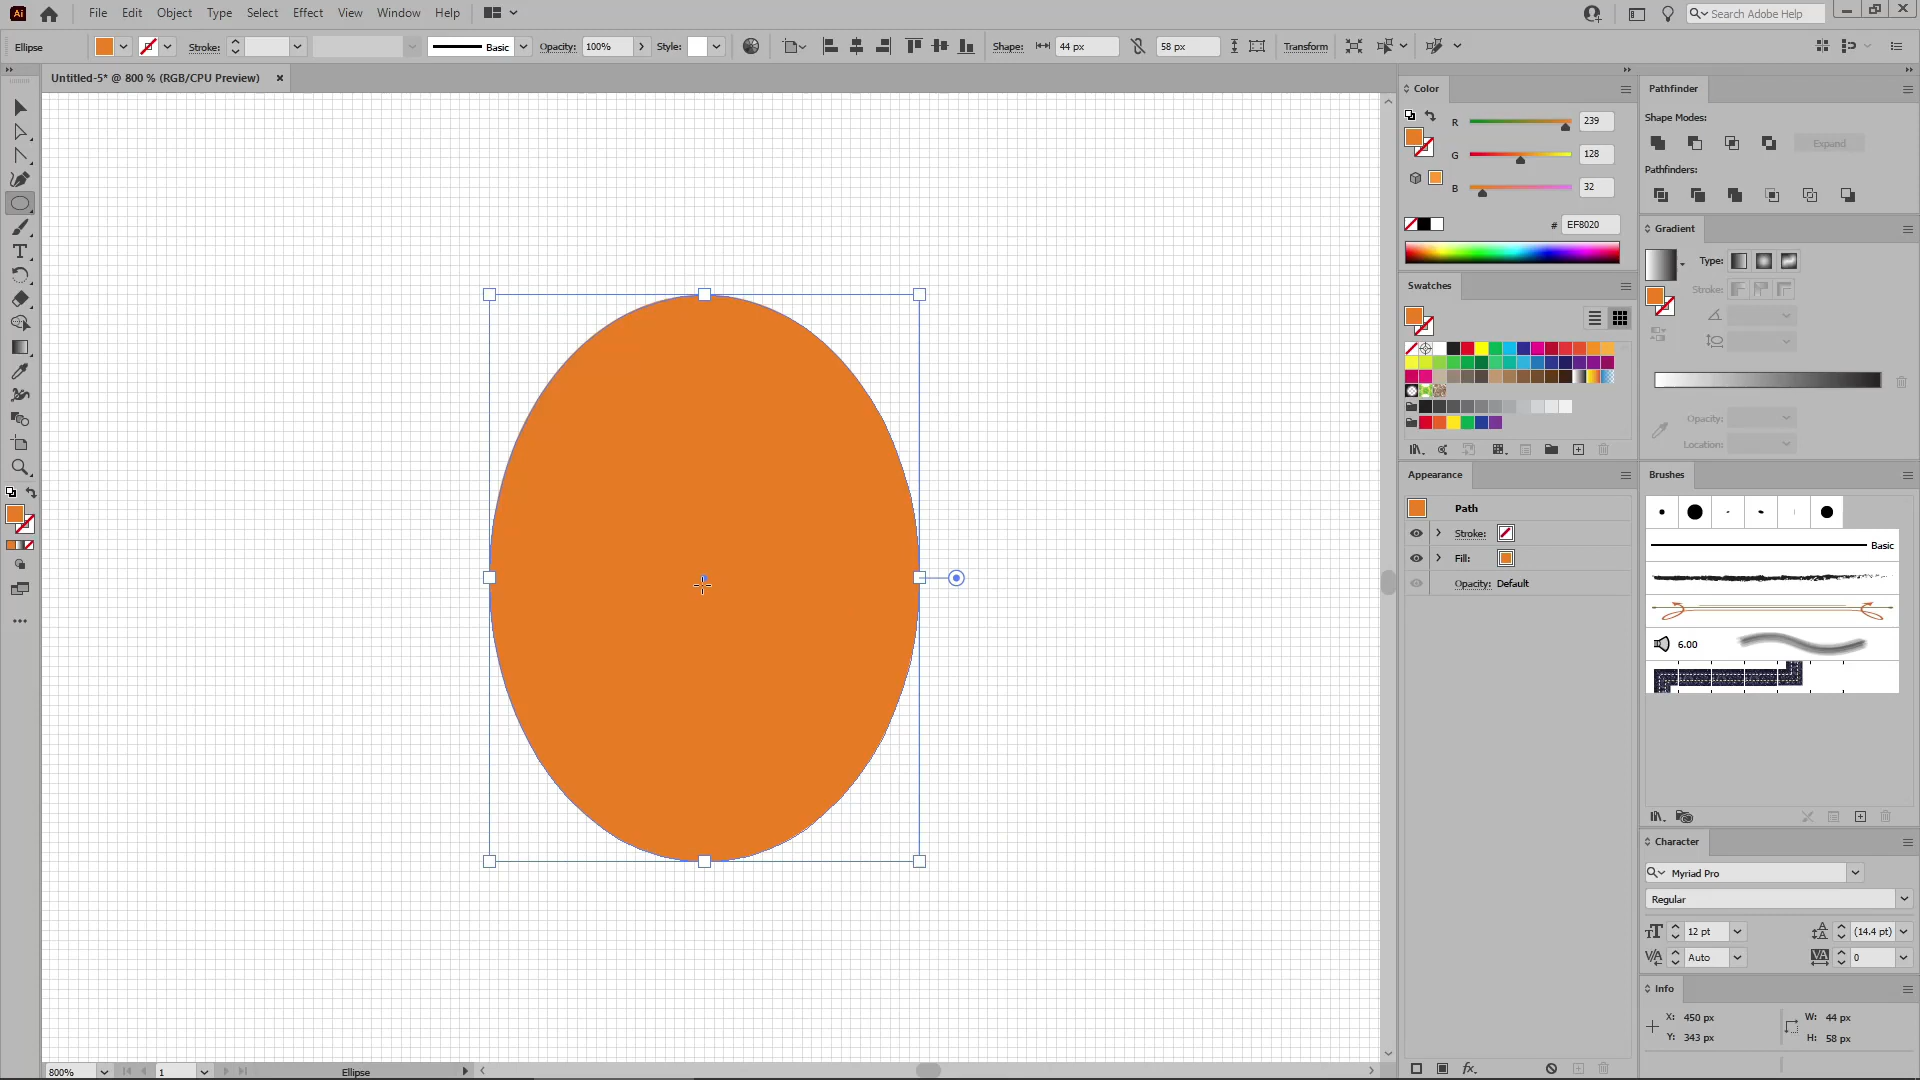 Ai File Edit Object Type Select Effect View Window Help Search Adobe Help
Ellipse Stroke: Basic Opacity: 100% Style: Shape: 44 px 58 px Transform
Untitled-5* @ 800 % (RGB/CPU Preview) ×
Color
R 239
G 128
B 32
# EF8020
Swatches
Appearance
Path
Stroke:
Fill:
Opacity: Default
Pathfinder
Shape Modes:
Expand
Pathfinders:
Gradient
Type:
Stroke:
Opacity:
Location:
Brushes
Basic
6.00
Character
Myriad Pro
Regular
12 pt (14.4 pt)
Auto 0
Info
X: 450 px W: 44 px
Y: 343 px H: 58 px
800% 1 Ellipse